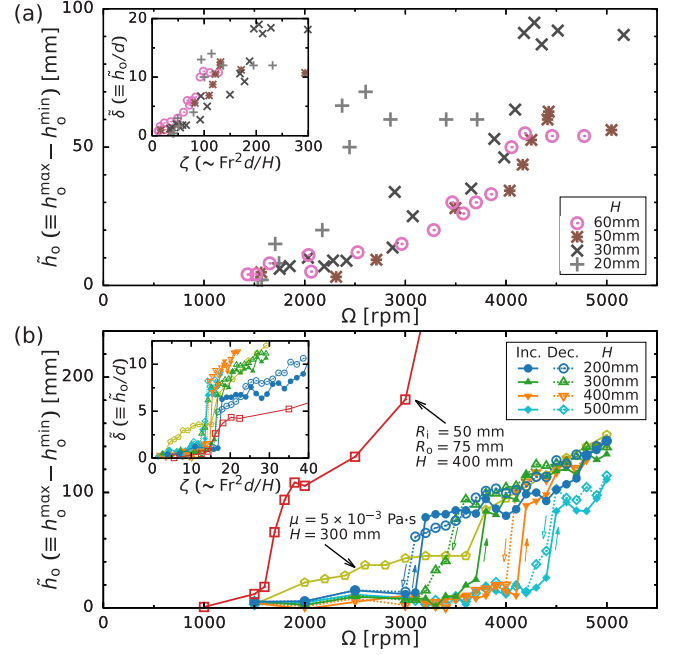 (a)
h̃ₒ (≡ hₒᵐᵃˣ − hₒᵐⁱⁿ) [mm]
100
50
0
0 1000 2000 3000 4000 5000
Ω [rpm]
δ̃ (≡ h̃ₒ/d)
20
10
0
0 100 200 300
ζ (∼ Fr²d/H)
H
60mm
50mm
30mm
20mm
(b)
h̃ₒ (≡ hₒᵐᵃˣ − hₒᵐⁱⁿ) [mm]
200
100
0
0 1000 2000 3000 4000 5000
Ω [rpm]
δ̃ (≡ h̃ₒ/d)
10
5
0
0 10 20 30 40
ζ (∼ Fr²d/H)
Inc. Dec. H
200mm
300mm
400mm
500mm
Rᵢ = 50 mm
Rₒ = 75 mm
H = 400 mm
μ = 5 × 10⁻³ Pa·s
H = 300 mm